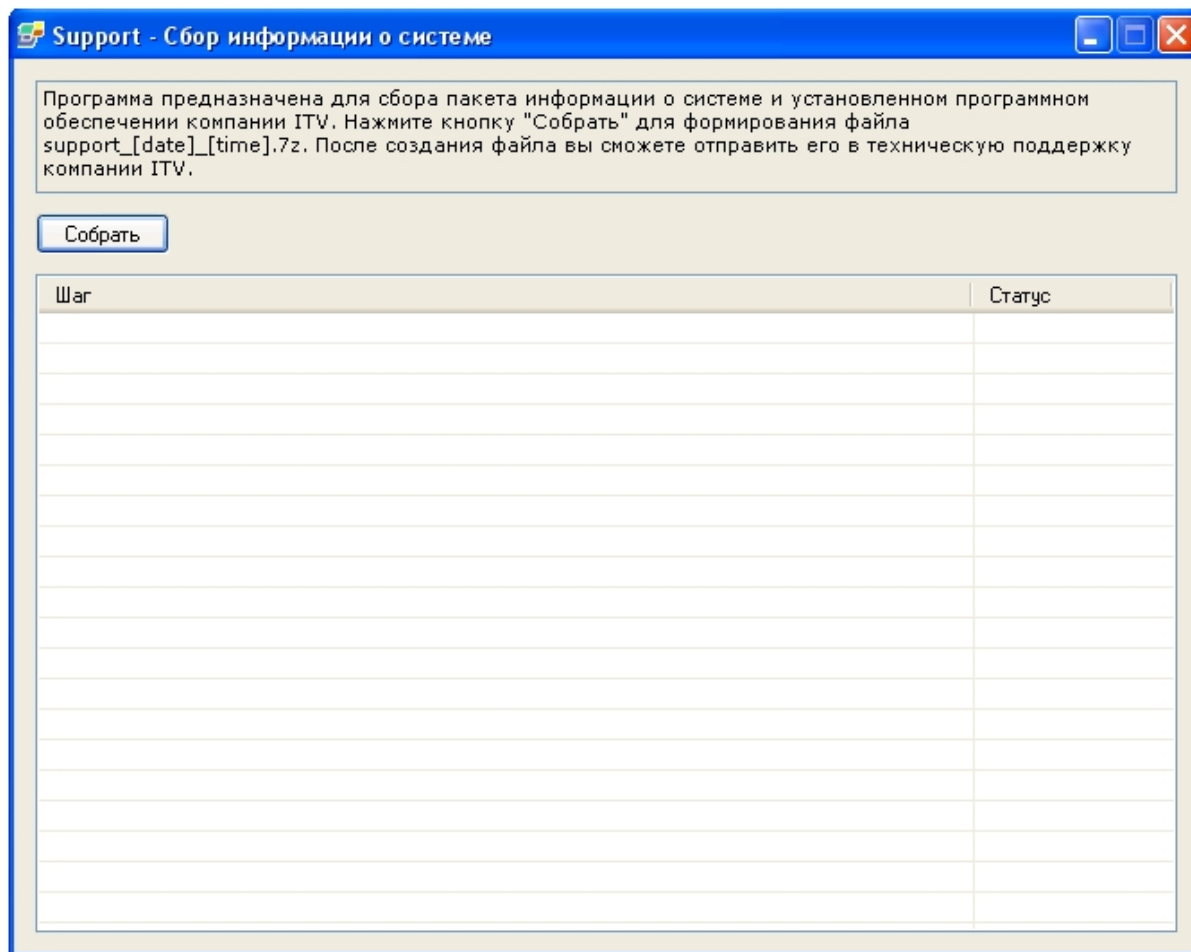 Support - Сбор информации о системе
Программа предназначена для сбора пакета информации о системе и установленном программном
обеспечении компании ITV. Нажмите кнопку "Собрать" для формирования файла
support_[date]_[time].7z. После создания файла вы сможете отправить его в техническую поддержку
компании ITV.
Собрать
Шаг Статус